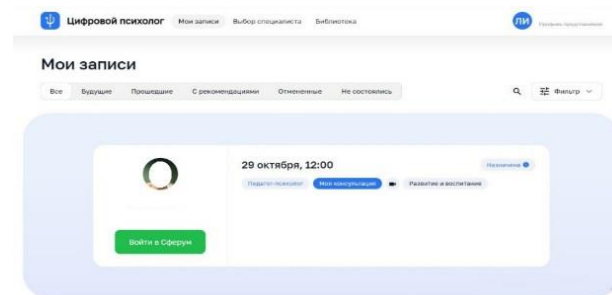 Цифровой психолог Мои записи Выбор специалиста Библиотека ЛИ
Мои записи
Все Будущие Прошедшие С рекомендациями Отмененные Не состоялись Фильтр
29 октября, 12:00 Назначена
Педагог-психолог Моя консультация Развитие и воспитание
Войти в Сферум